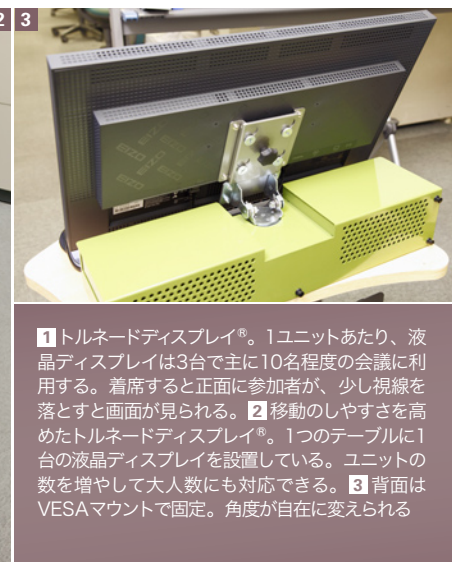 2 3
EIZO
1 トルネードディスプレイ®。1ユニットあたり、液
晶ディスプレイは3台で主に10名程度の会議に利
用する。着席すると正面に参加者が、少し視線を
落とすと画面が見られる。2 移動のしやすさを高
めたトルネードディスプレイ®。1つのテーブルに1
台の液晶ディスプレイを設置している。ユニットの
数を増やして大人数にも対応できる。3 背面は
VESAマウントで固定。角度が自在に変えられる